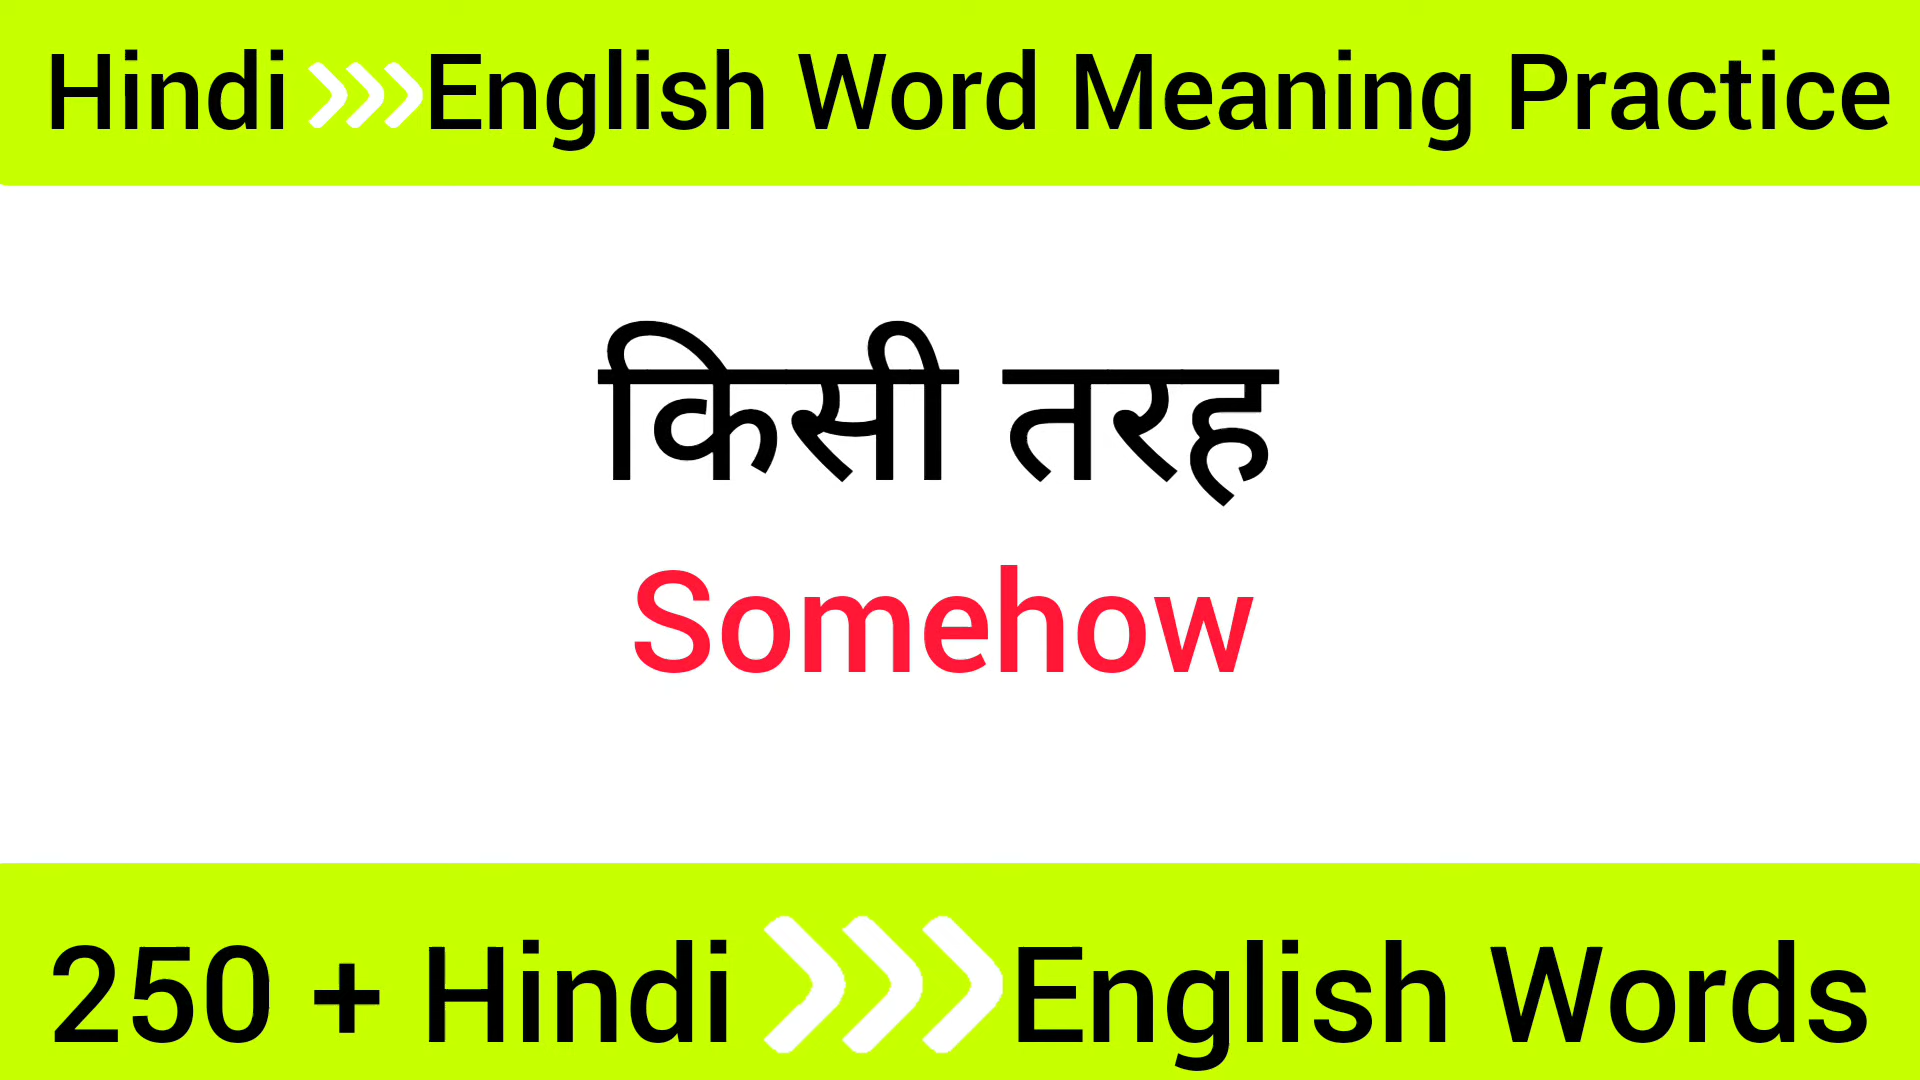 Hindi English Word Meaning Practice
किसी तरह
Somehow
250 + Hindi English Words